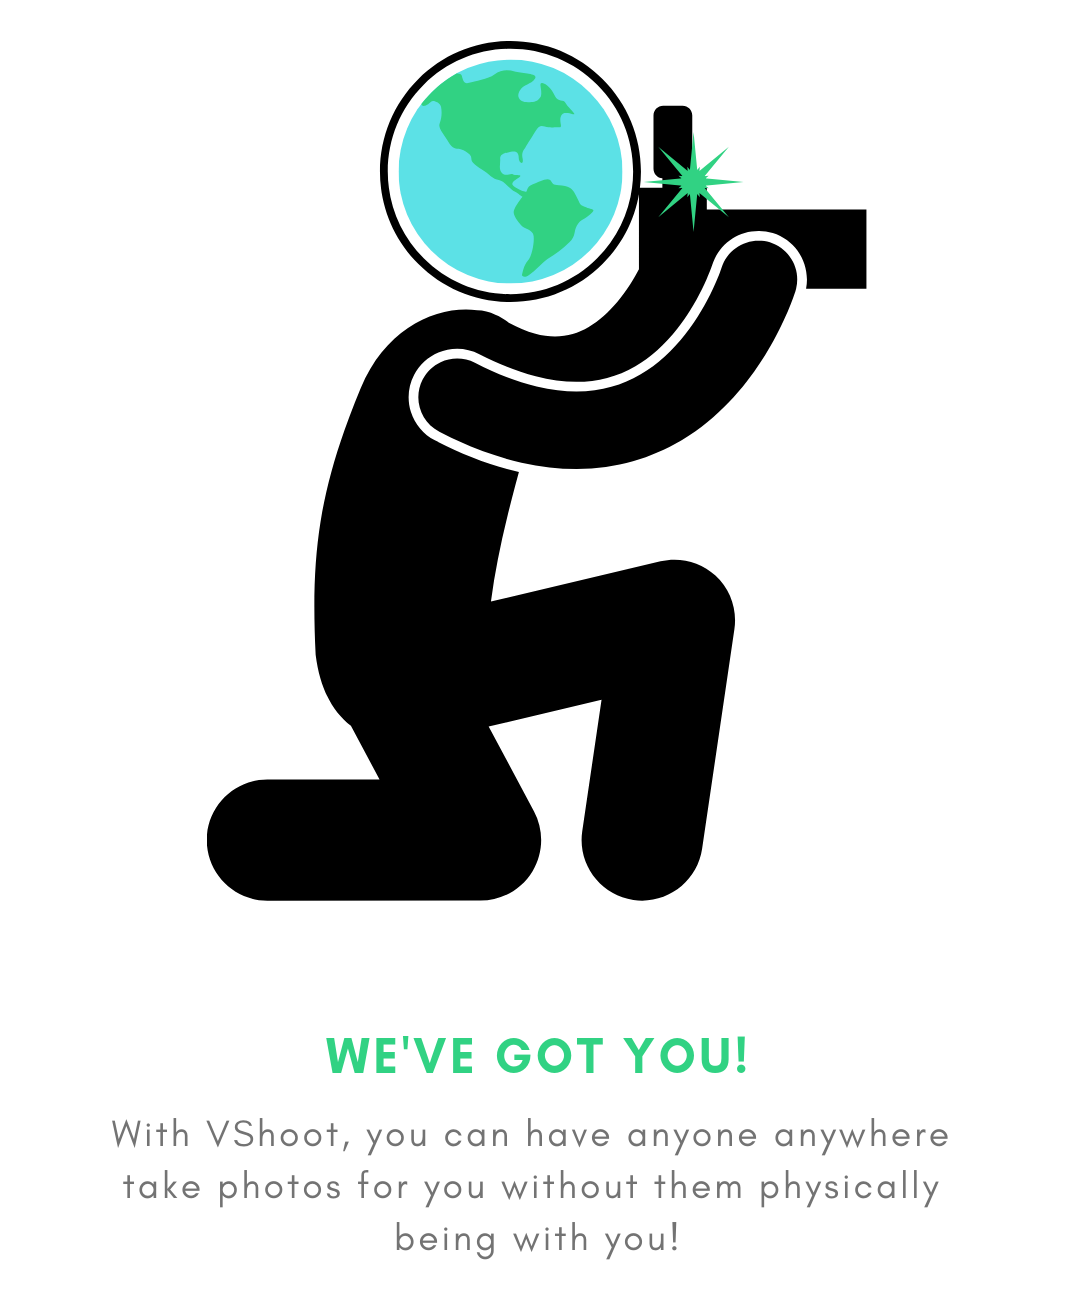 WE'VE GOT YOU!
With VShoot, you can have anyone anywhere
take photos for you without them physically
being with you!